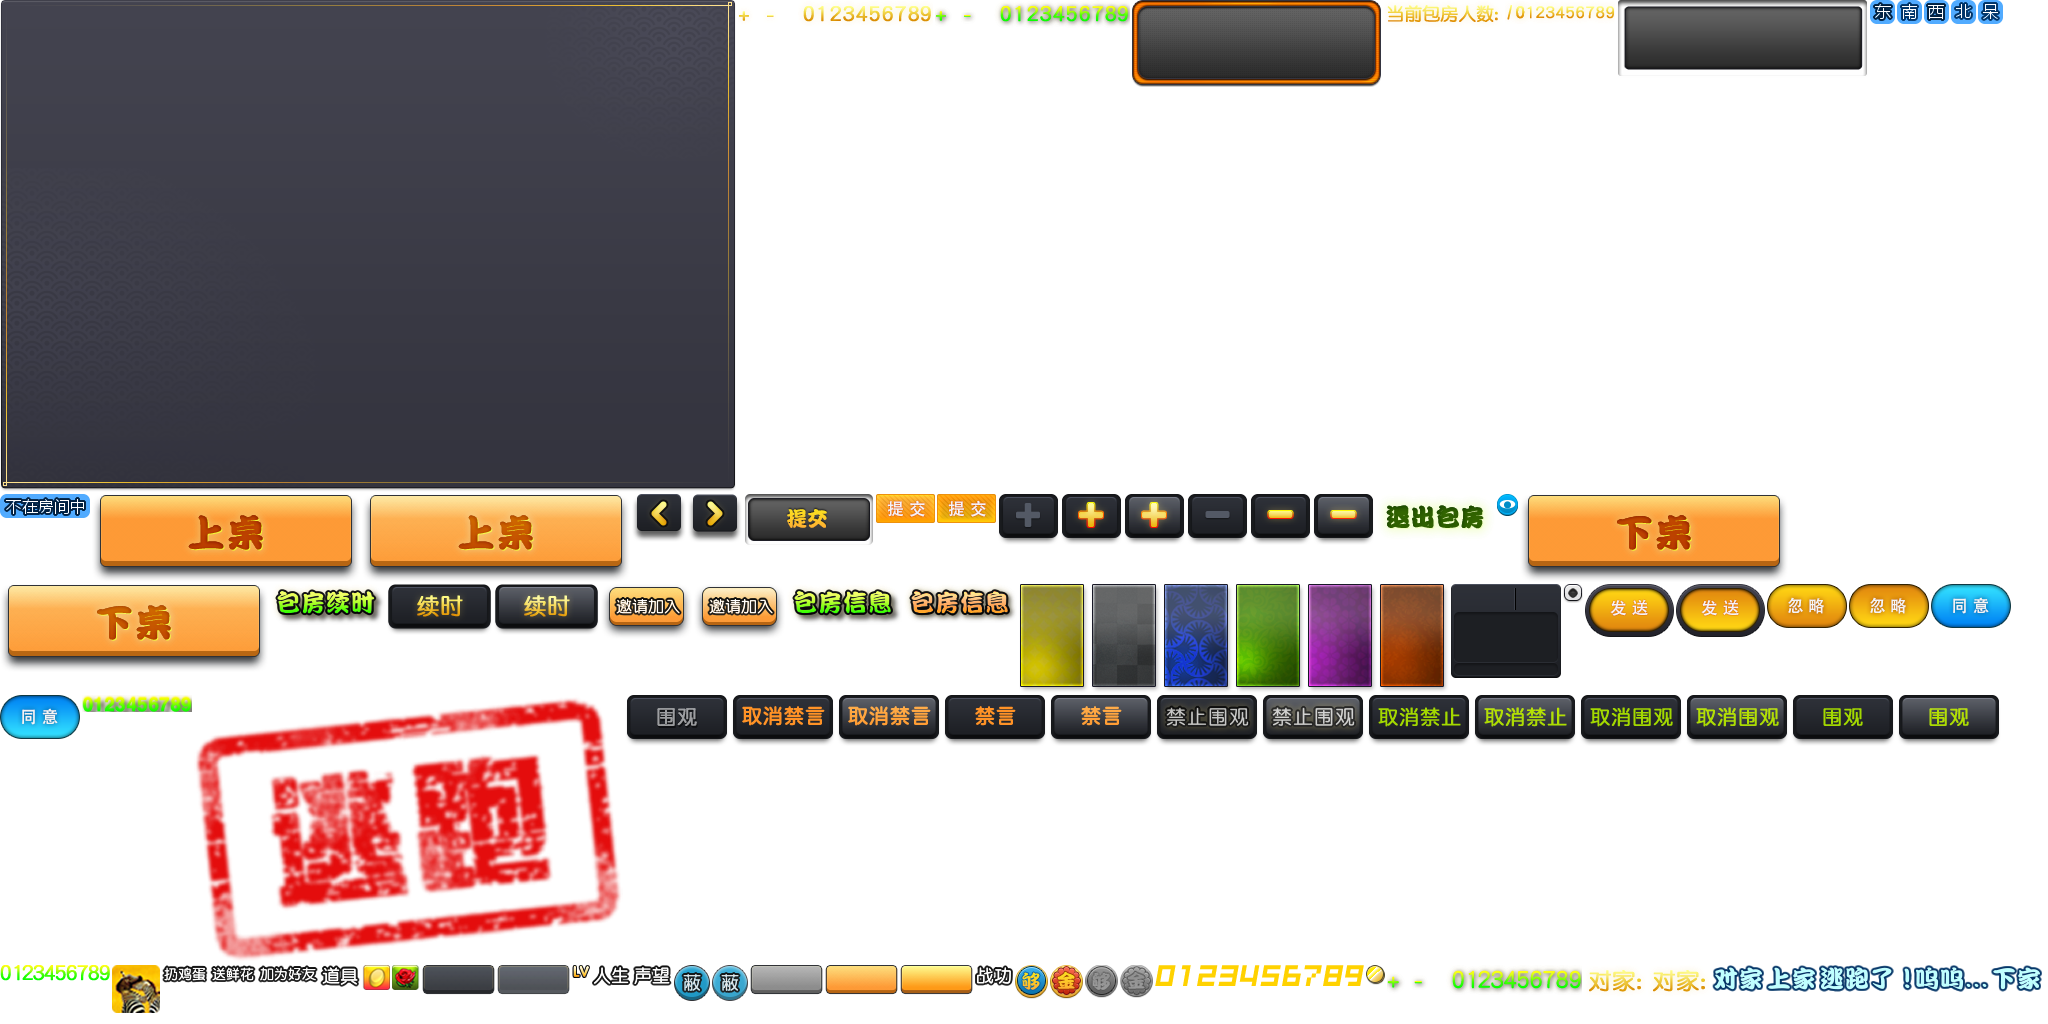 + - 0123456789 + - 0123456789 当前包房人数: /0123456789 东 南 西 北 呆
不在房间中 上桌 上桌 提交 提交 提交 退出包房 下桌
下桌 包房续时 续时 续时 邀请加入 邀请加入 包房信息 包房信息 发送 发送 忽略 忽略 同意
同意 0123456789 围观 取消禁言 取消禁言 禁言 禁言 禁止围观 禁止围观 取消禁止 取消禁止 取消围观 取消围观 围观 围观
逃跑
0123456789 扔鸡蛋 送鲜花 加为好友 道具 LV 人生 声望 蔽 蔽 战功 够 金 够 金 0123456789 + - 0123456789 对家: 对家: 对家上家逃跑了!呜呜...下家